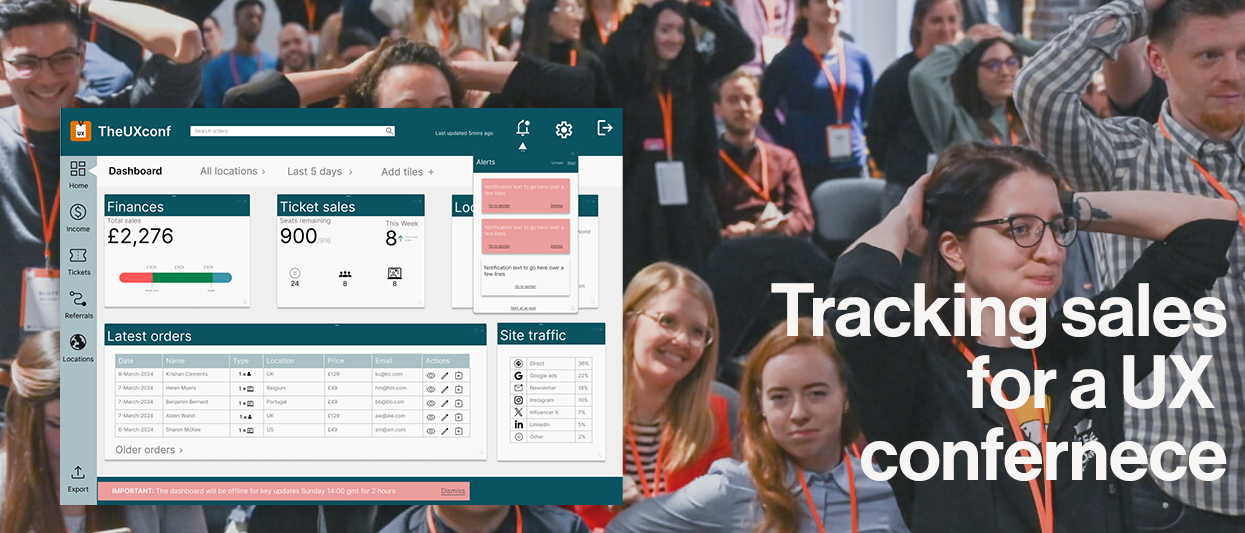 TheUXconf
UX
Search orders
Last updated 5mins ago
Home
Income
Tickets
Referrals
Locations
Export
Dashboard
All locations >
Last 5 days >
Add tiles +
Alerts
Notification text to go here over a
few lines
Go to section Dismiss
Notification text to go here over a
few lines
Go to section Dismiss
Notification text to go here over a
few lines
Go to section
Mark all as read
Finances
Total sales
£2,276
Ticket sales
Seats remaining
900/916
This Week
8
24
8
8
Loc
World
Latest orders
Date Name Type Location Price Email Actions
8-March-2024 Krishan Clements 1 x UK £129 kc@kc.com
7-March-2024 Helen Myers 1 x Belgium £49 hm@hm.com
7-March-2024 Benjamin Bernard 1 x Portugal £49 bb@bb.com
7-March-2024 Aiden Walsh 1 x UK £129 aw@aw.com
6-March-2024 Sharon McKee 1 x US £49 sm@sm.com
Older orders >
Site traffic
Direct 36%
Google ads 22%
Newsletter 18%
Instagram 10%
Influencer X 7%
LinkedIn 5%
Other 2%
IMPORTANT: The dashboard will be offline for key updates Sunday 14:00 gmt for 2 hours
Dismiss
Tracking sales
for a UX
confernece